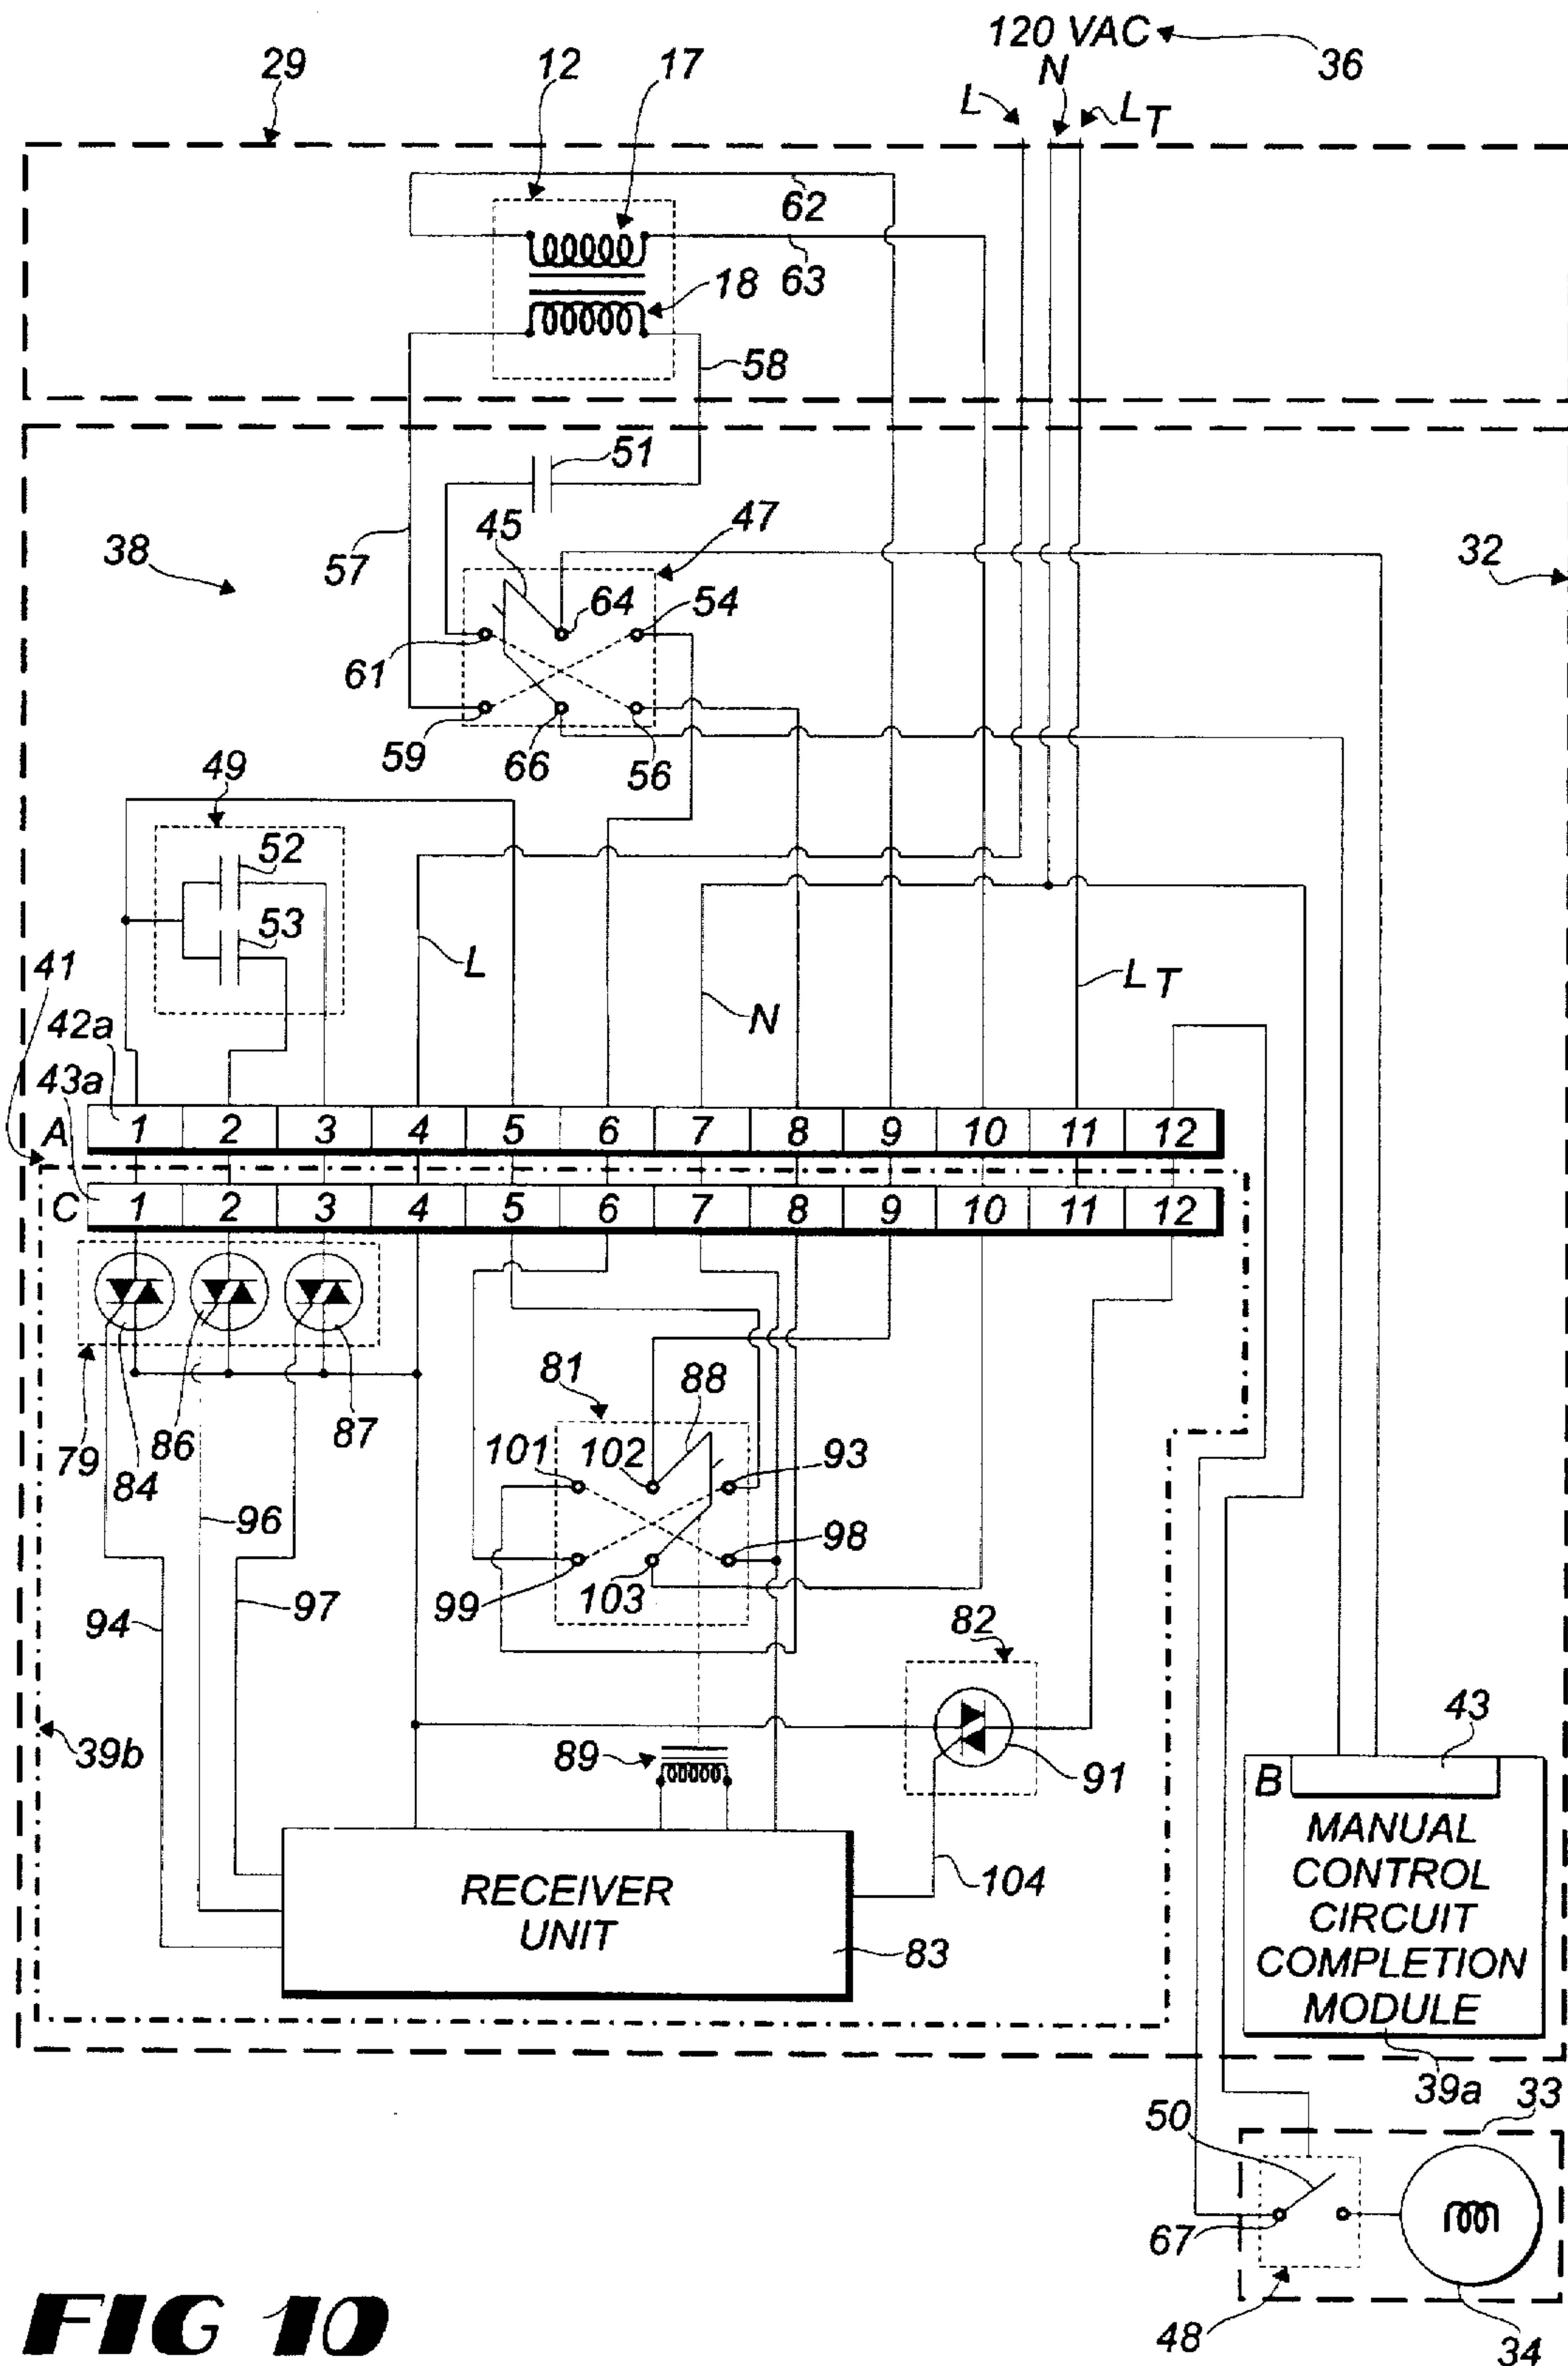 120 VAC
36
29
12
17
L
N
LT
62
63
18
58
51
45
47
38
57
32
64
54
61
59
66
56
49
52
53
L
LT
N
41
42a
43a
A 1 2 3 4 5 6 7 8 9 10 11 12
C 1 2 3 4 5 6 7 8 9 10 11 12
81
88
79
84
86
87
101
102
93
96
98
94
97
99
103
82
39b
89
91
43
B
MANUAL
CONTROL
CIRCUIT
COMPLETION
MODULE
RECEIVER
UNIT
104
83
39a
33
50
67
48
34
FIG 10